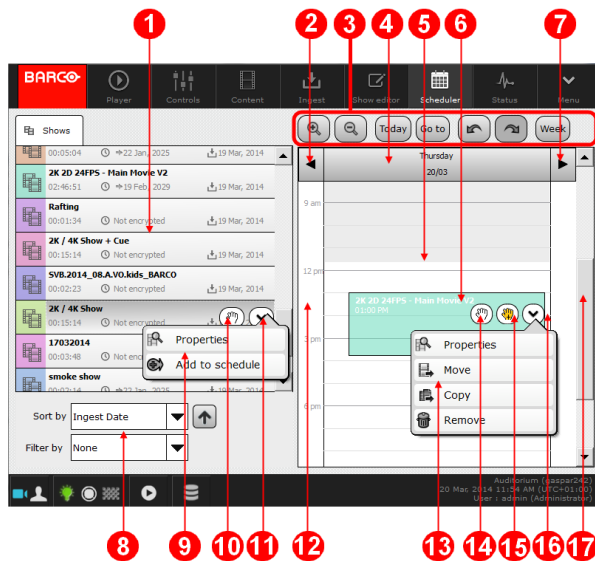 1 2 3 4 5 6 7
BARCO
Player Controls Content Ingest Show editor Scheduler Status Menu
Shows
Today Go to Week
00:05:04 22 Jan, 2025 19 Mar, 2014
2K 2D 24FPS - Main Movie V2
02:46:51 19 Feb, 2029 19 Mar, 2014
Rafting
00:01:34 Not encrypted 19 Mar, 2014
2K / 4K Show + Cue
00:15:14 Not encrypted 19 Mar, 2014
SVB.2014_08.A.VO.kids_BARCO
00:02:23 Not encrypted 19 Mar, 2014
2K / 4K Show
00:15:14 Not encrypted
17032014
00:03:48 Not
smoke show
00:02:14 22 Jan, 2025 19 Mar, 2014
Properties
Add to schedule
Sort by Ingest Date
Filter by None
Thursday
20/03
9 am
12 pm
3 pm
6 pm
2K 2D 24FPS - Main Movie V2
01:00 PM
Properties
Move
Copy
Remove
Auditorium (gaspar242)
20 Mar, 2014 11:54 AM (UTC+01:00)
User : admin (Administrator)
8 9 10 11 12 13 14 15 16 17